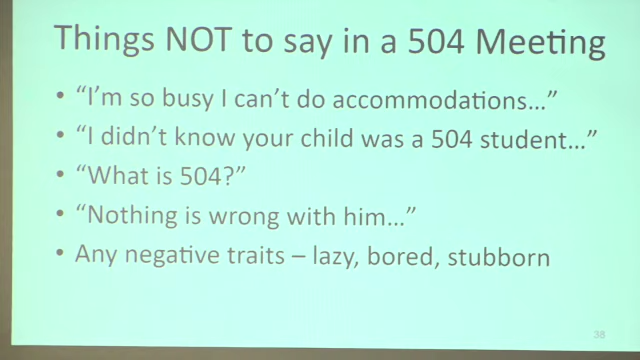 Things NOT to say in a 504 Meeting
• “I’m so busy I can’t do accommodations…”
• “I didn’t know your child was a 504 student…”
• “What is 504?”
• “Nothing is wrong with him…”
• Any negative traits – lazy, bored, stubborn
38